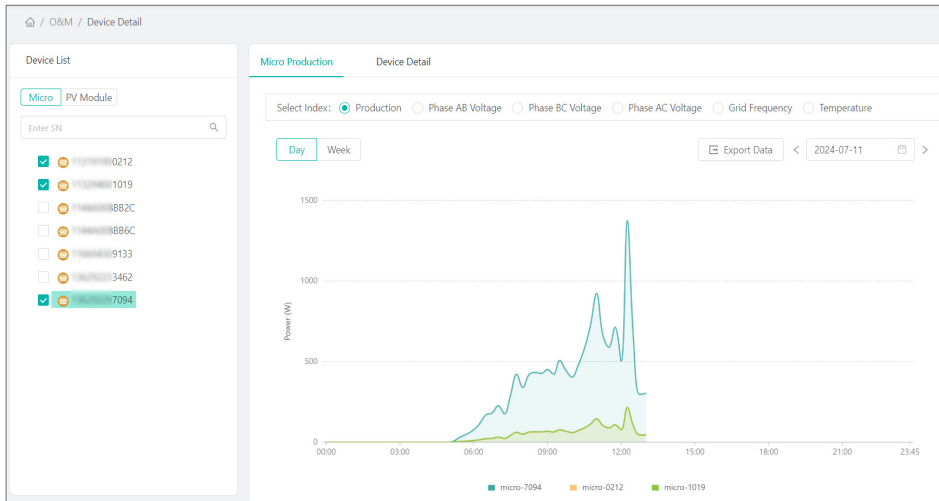 O&M / Device Detail
Device List
Micro PV Module
Enter SN
0212
1019
BB2C
BB6C
9133
3462
7094
Micro Production Device Detail
Select Index: Production Phase AB Voltage Phase BC Voltage Phase AC Voltage Grid Frequency Temperature
Day Week Export Data < 2024-07-11 >
1500
1000
500
0
Power (W)
00:00 03:00 06:00 09:00 12:00 15:00 18:00 21:00 23:45
micro-7094 micro-0212 micro-1019